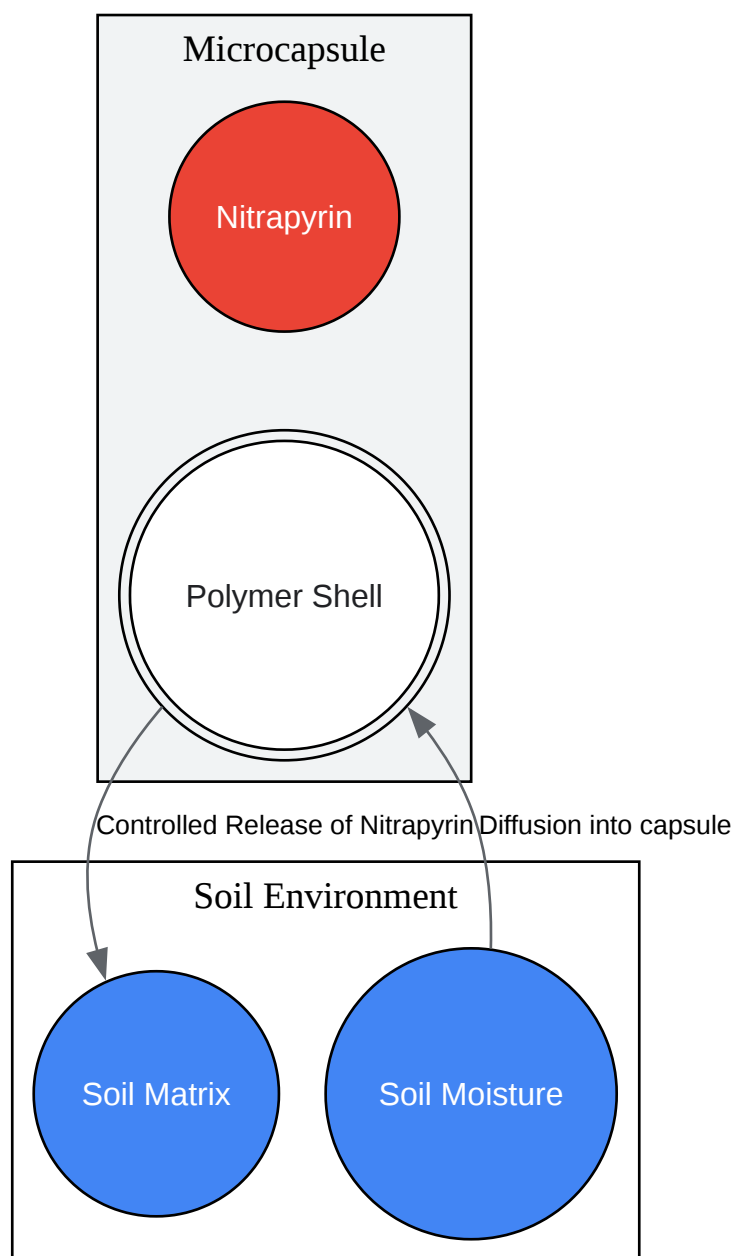 Microcapsule
Nitrapyrin
Polymer Shell
Controlled Release of Nitrapyrin
Diffusion into capsule
Soil Environment
Soil Matrix
Soil Moisture